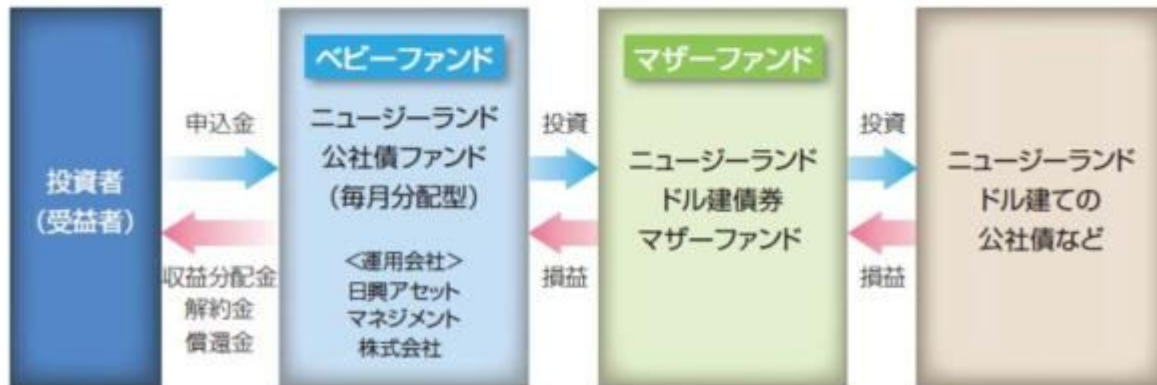 投資者
(受益者)
申込金
収益分配金
解約金
償還金
ベビーファンド
ニュージーランド
公社債ファンド
(毎月分配型)
<運用会社>
日興アセット
マネジメント
株式会社
投資
損益
マザーファンド
ニュージーランド
ドル建債券
マザーファンド
投資
損益
ニュージーランド
ドル建ての
公社債など